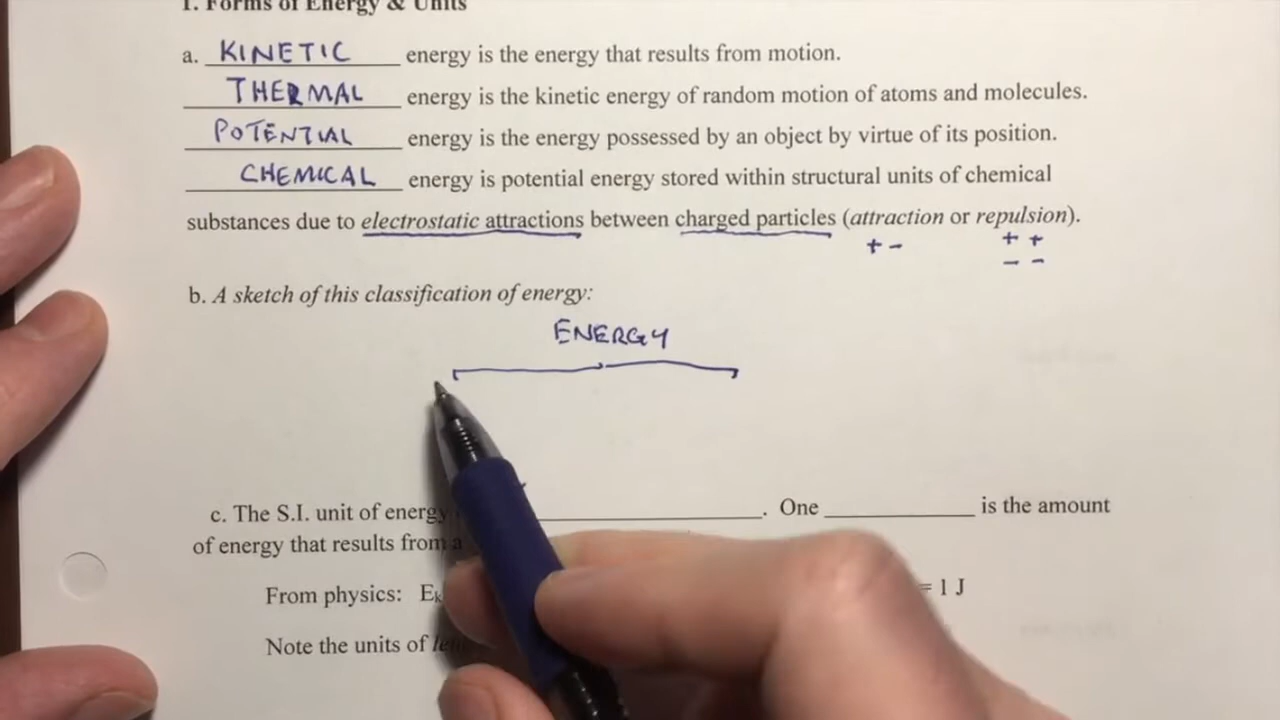 1. Forms of Energy & Units
a. KINETIC energy is the energy that results from motion.
THERMAL energy is the kinetic energy of random motion of atoms and molecules.
POTENTIAL energy is the energy possessed by an object by virtue of its position.
CHEMICAL energy is potential energy stored within structural units of chemical
substances due to electrostatic attractions between charged particles (attraction or repulsion).
+ - + +
- -
b. A sketch of this classification of energy:
ENERGY
c. The S.I. unit of energy . One is the amount
of energy that results from a
From physics: Ek = 1 J
Note the units of